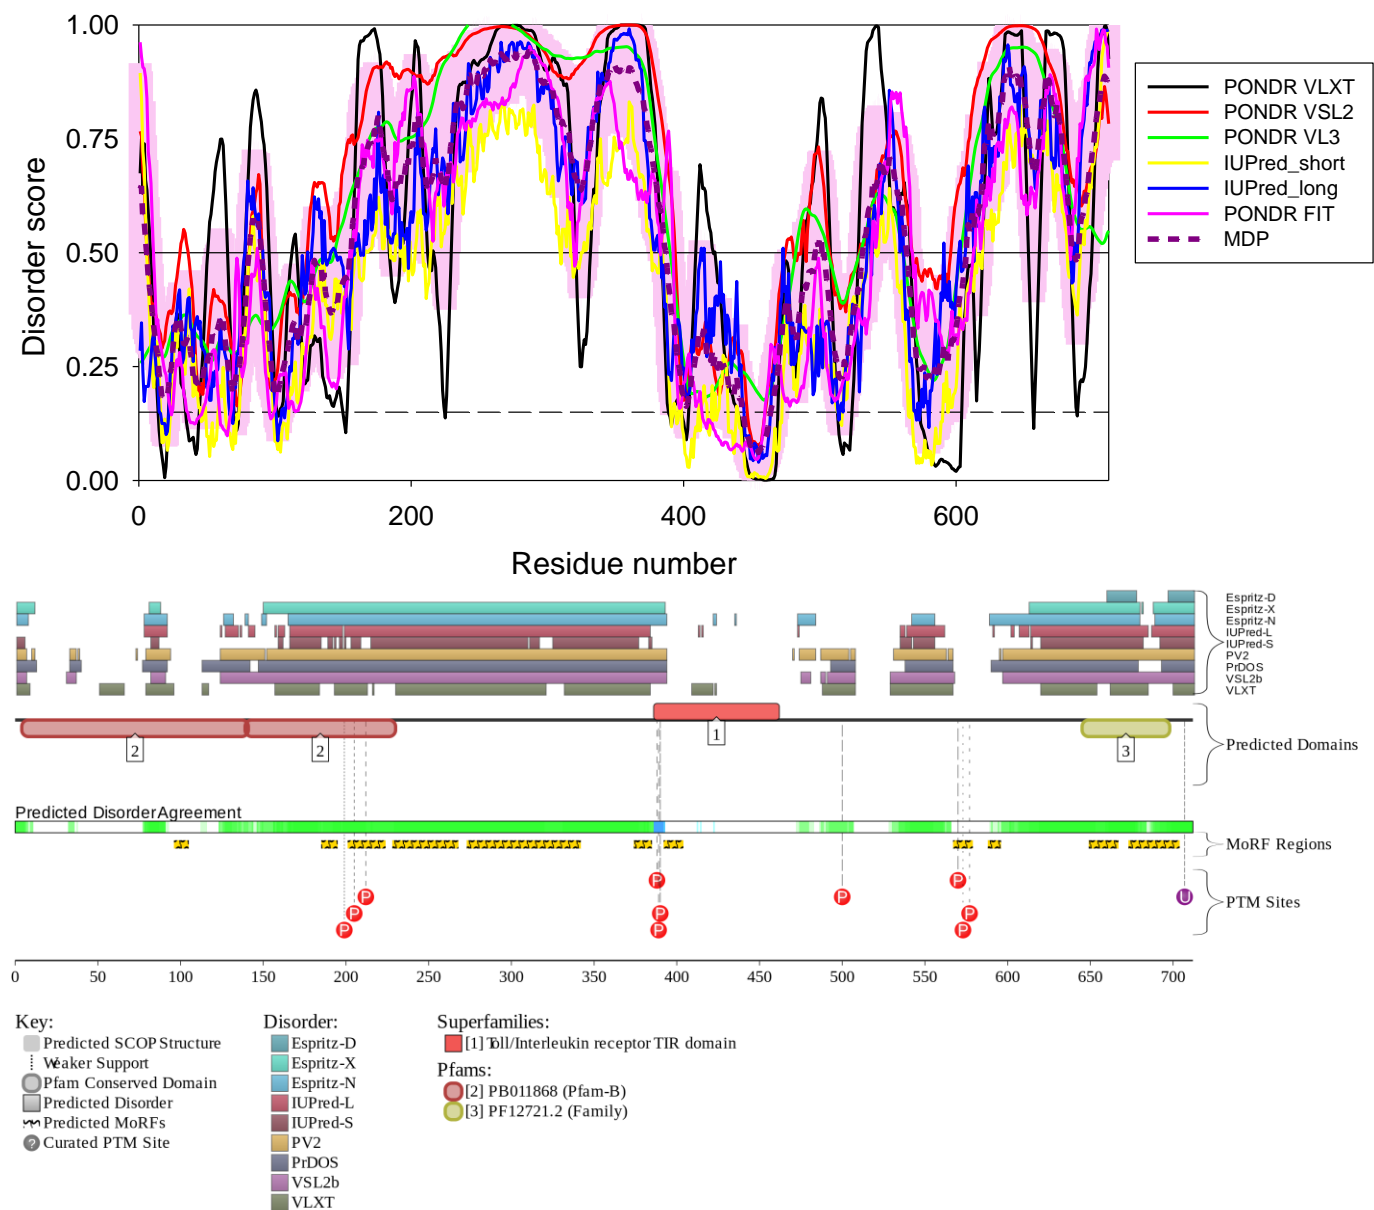 1.00
0.75
0.50
0.25
0.00
Disorder score
0
200
400
600
Residue number
PONDR VLXT
PONDR VSL2
PONDR VL3
IUPred_short
IUPred_long
PONDR FIT
MDP
Espritz-D
Espritz-X
Espritz-N
IUPred-L
IUPred-S
PV2
PrDOS
VSL2b
VLXT
1
2
2
3
Predicted Domains
Predicted Disorder Agreement
MoRF Regions
P
P
U
P
P
P
P
P
P
P
P
PTM Sites
0 50 100 150 200 250 300 350 400 450 500 550 600 650 700
Key:
Predicted SCOP Structure
Weaker Support
Pfam Conserved Domain
Predicted Disorder
Predicted MoRFs
? Curated PTM Site
Disorder:
Espritz-D
Espritz-X
Espritz-N
IUPred-L
IUPred-S
PV2
PrDOS
VSL2b
VLXT
Superfamilies:
[1] Toll/Interleukin receptor TIR domain
Pfams:
[2] PB011868 (Pfam-B)
[3] PF12721.2 (Family)